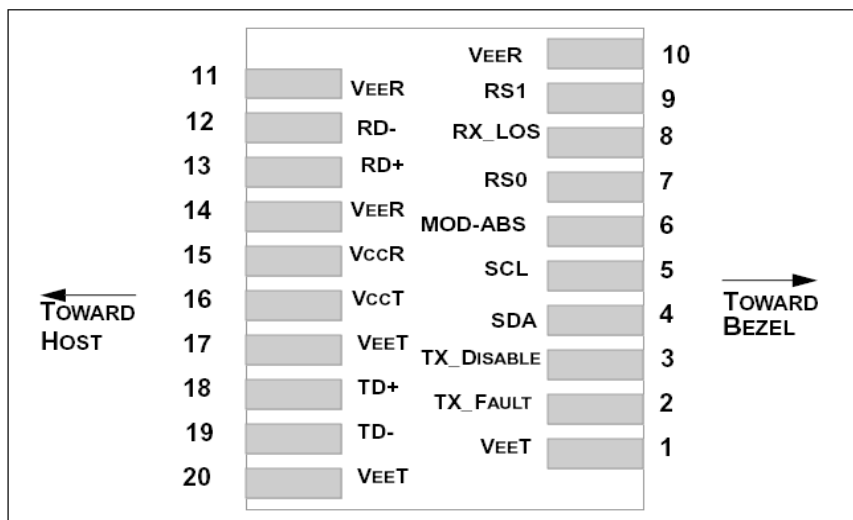 11 VEER
12 RD-
13 RD+
14 VEER
15 VCCR
16 VCCT
17 VEET
18 TD+
19 TD-
20 VEET
VEER 10
RS1 9
RX_LOS 8
RS0 7
MOD-ABS 6
SCL 5
SDA 4
TX_DISABLE 3
TX_FAULT 2
VEET 1
TOWARD
HOST
TOWARD
BEZEL